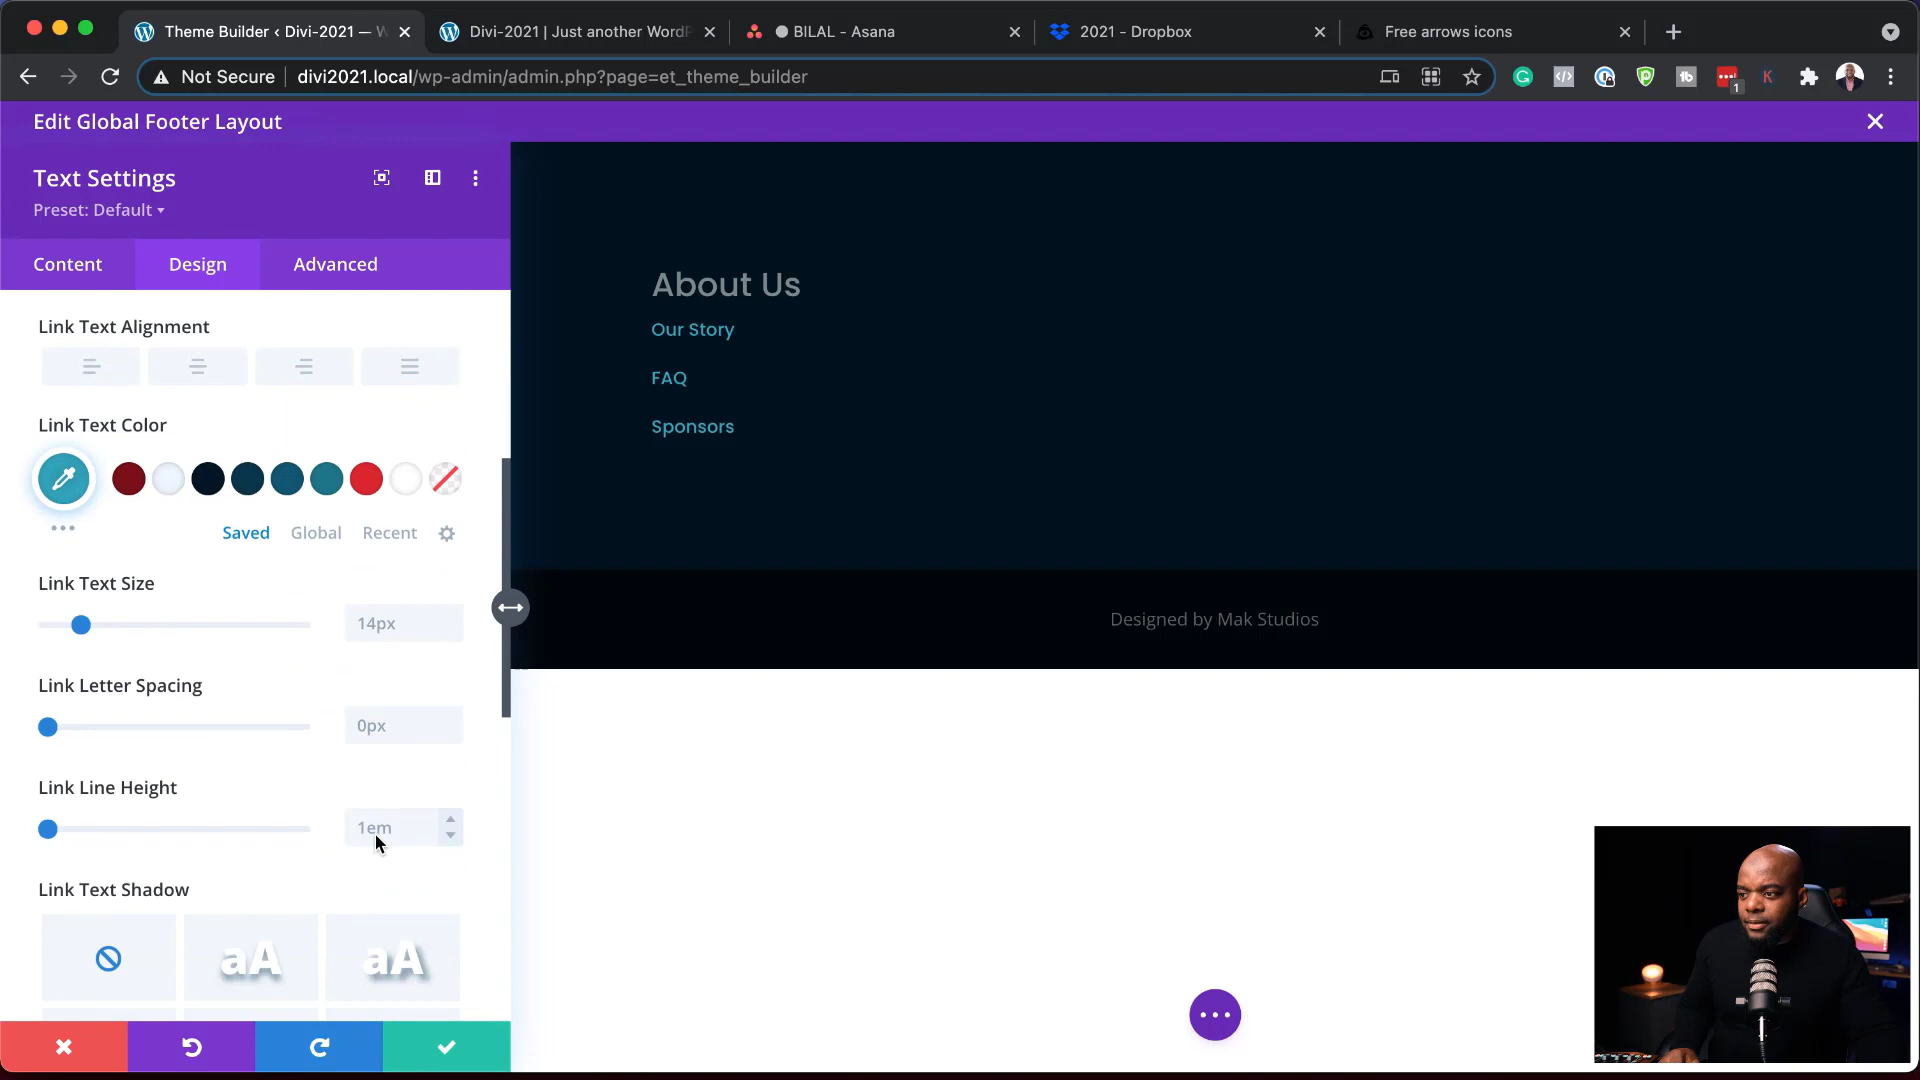 Theme Builder ‹ Divi-2021 — W
Divi-2021 | Just another WordP
BILAL - Asana
2021 - Dropbox
Free arrows icons
Not Secure
divi2021.local/wp-admin/admin.php?page=et_theme_builder
1
Edit Global Footer Layout
Text Settings
Preset: Default
Content
Design
Advanced
Link Text Alignment
Link Text Color
Saved
Global
Recent
Link Text Size
14px
Link Letter Spacing
0px
Link Line Height
1em
Link Text Shadow
aA
aA
About Us
Our Story
FAQ
Sponsors
Designed by Mak Studios